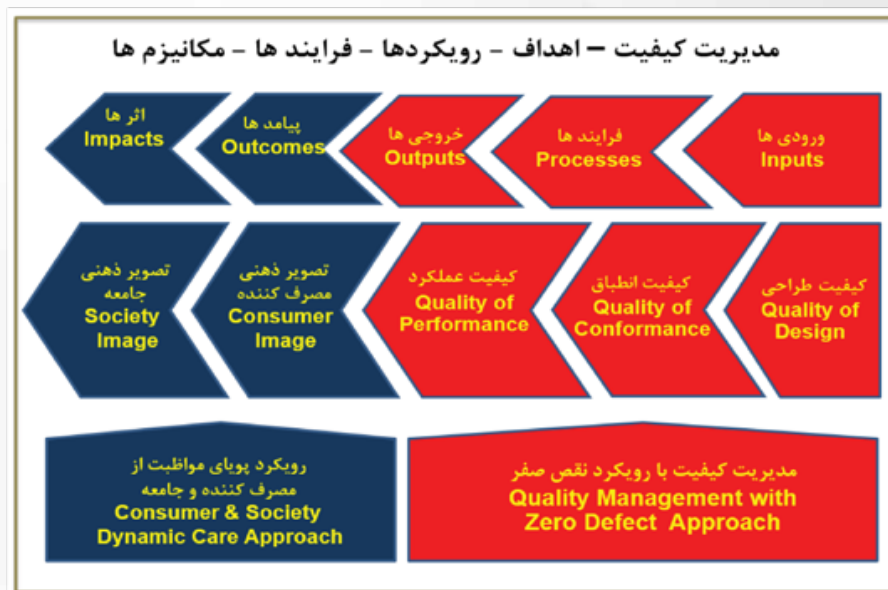 مدیریت کیفیت – اهداف – رویکردها – فرایند ها – مکانیزم ها
ورودی ها
Inputs
فرایند ها
Processes
خروجی ها
Outputs
پیامد ها
Outcomes
اثر ها
Impacts
کیفیت طراحی
Quality of
Design
کیفیت انطباق
Quality of
Conformance
کیفیت عملکرد
Quality of
Performance
تصویر ذهنی
مصرف کننده
Consumer
Image
تصویر ذهنی
جامعه
Society
Image
مدیریت کیفیت با رویکرد نقص صفر
Quality Management with
Zero Defect Approach
رویکرد پویای مواظبت از
مصرف کننده و جامعه
Consumer & Society
Dynamic Care Approach